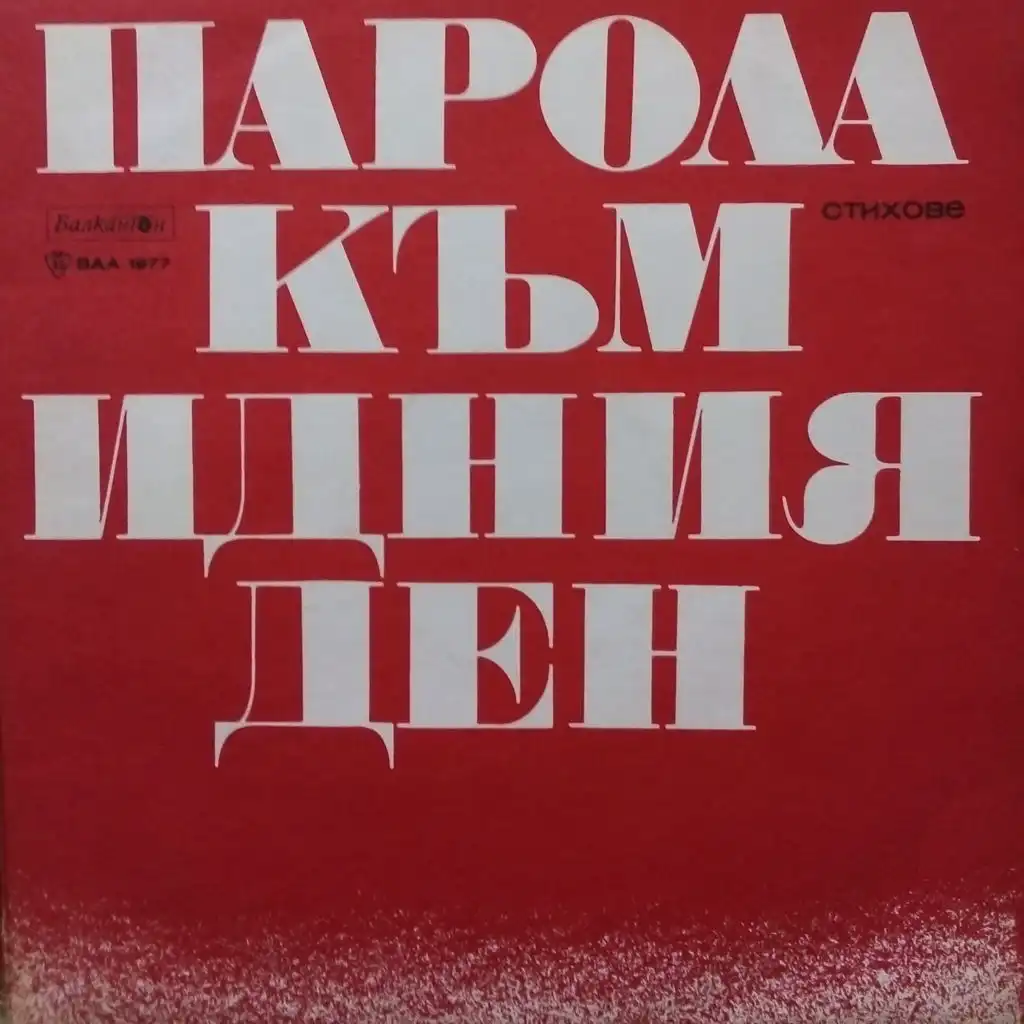 ПАРОЛА
КЪМ
стихове
Балкантон
ВАА 1977
ИДНИЯ
ДЕН